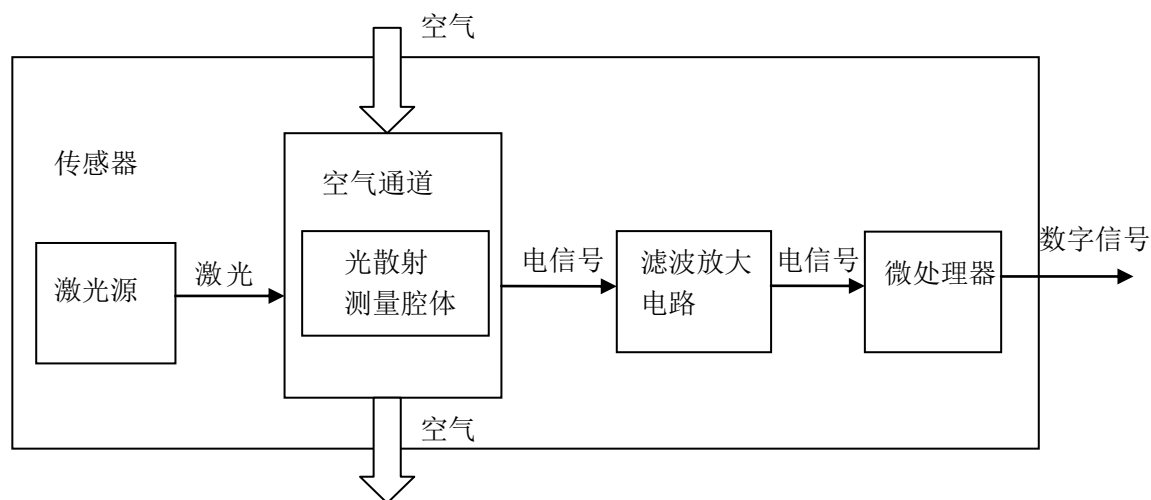 空气
传感器
空气通道
激光源
激光
光散射
测量腔体
电信号
滤波放大
电路
电信号
微处理器
数字信号
空气